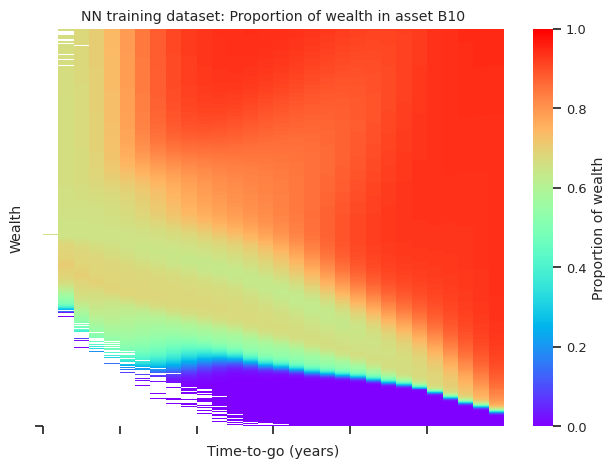 NN training dataset: Proportion of wealth in asset B10
Wealth
Time-to-go (years)
1.0
0.8
0.6
0.4
0.2
0.0
Proportion of wealth